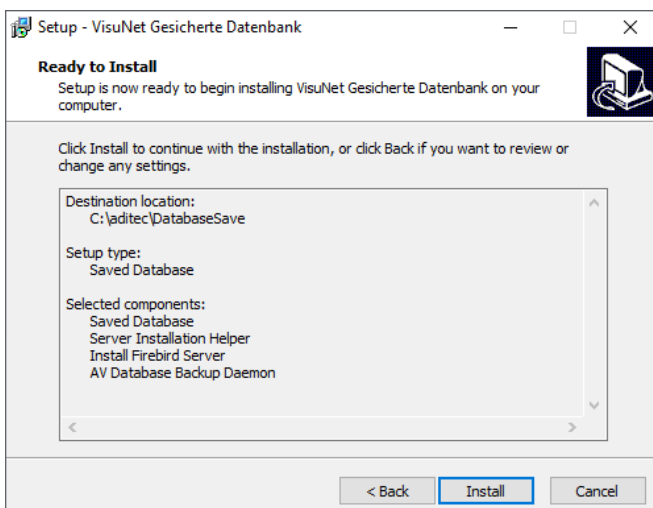 Setup - VisuNet Gesicherte Datenbank
Ready to Install
Setup is now ready to begin installing VisuNet Gesicherte Datenbank on your
computer.
Click Install to continue with the installation, or click Back if you want to review or
change any settings.
Destination location:
C:\aditec\DatabaseSave
Setup type:
Saved Database
Selected components:
Saved Database
Server Installation Helper
Install Firebird Server
AV Database Backup Daemon
< Back
Install
Cancel